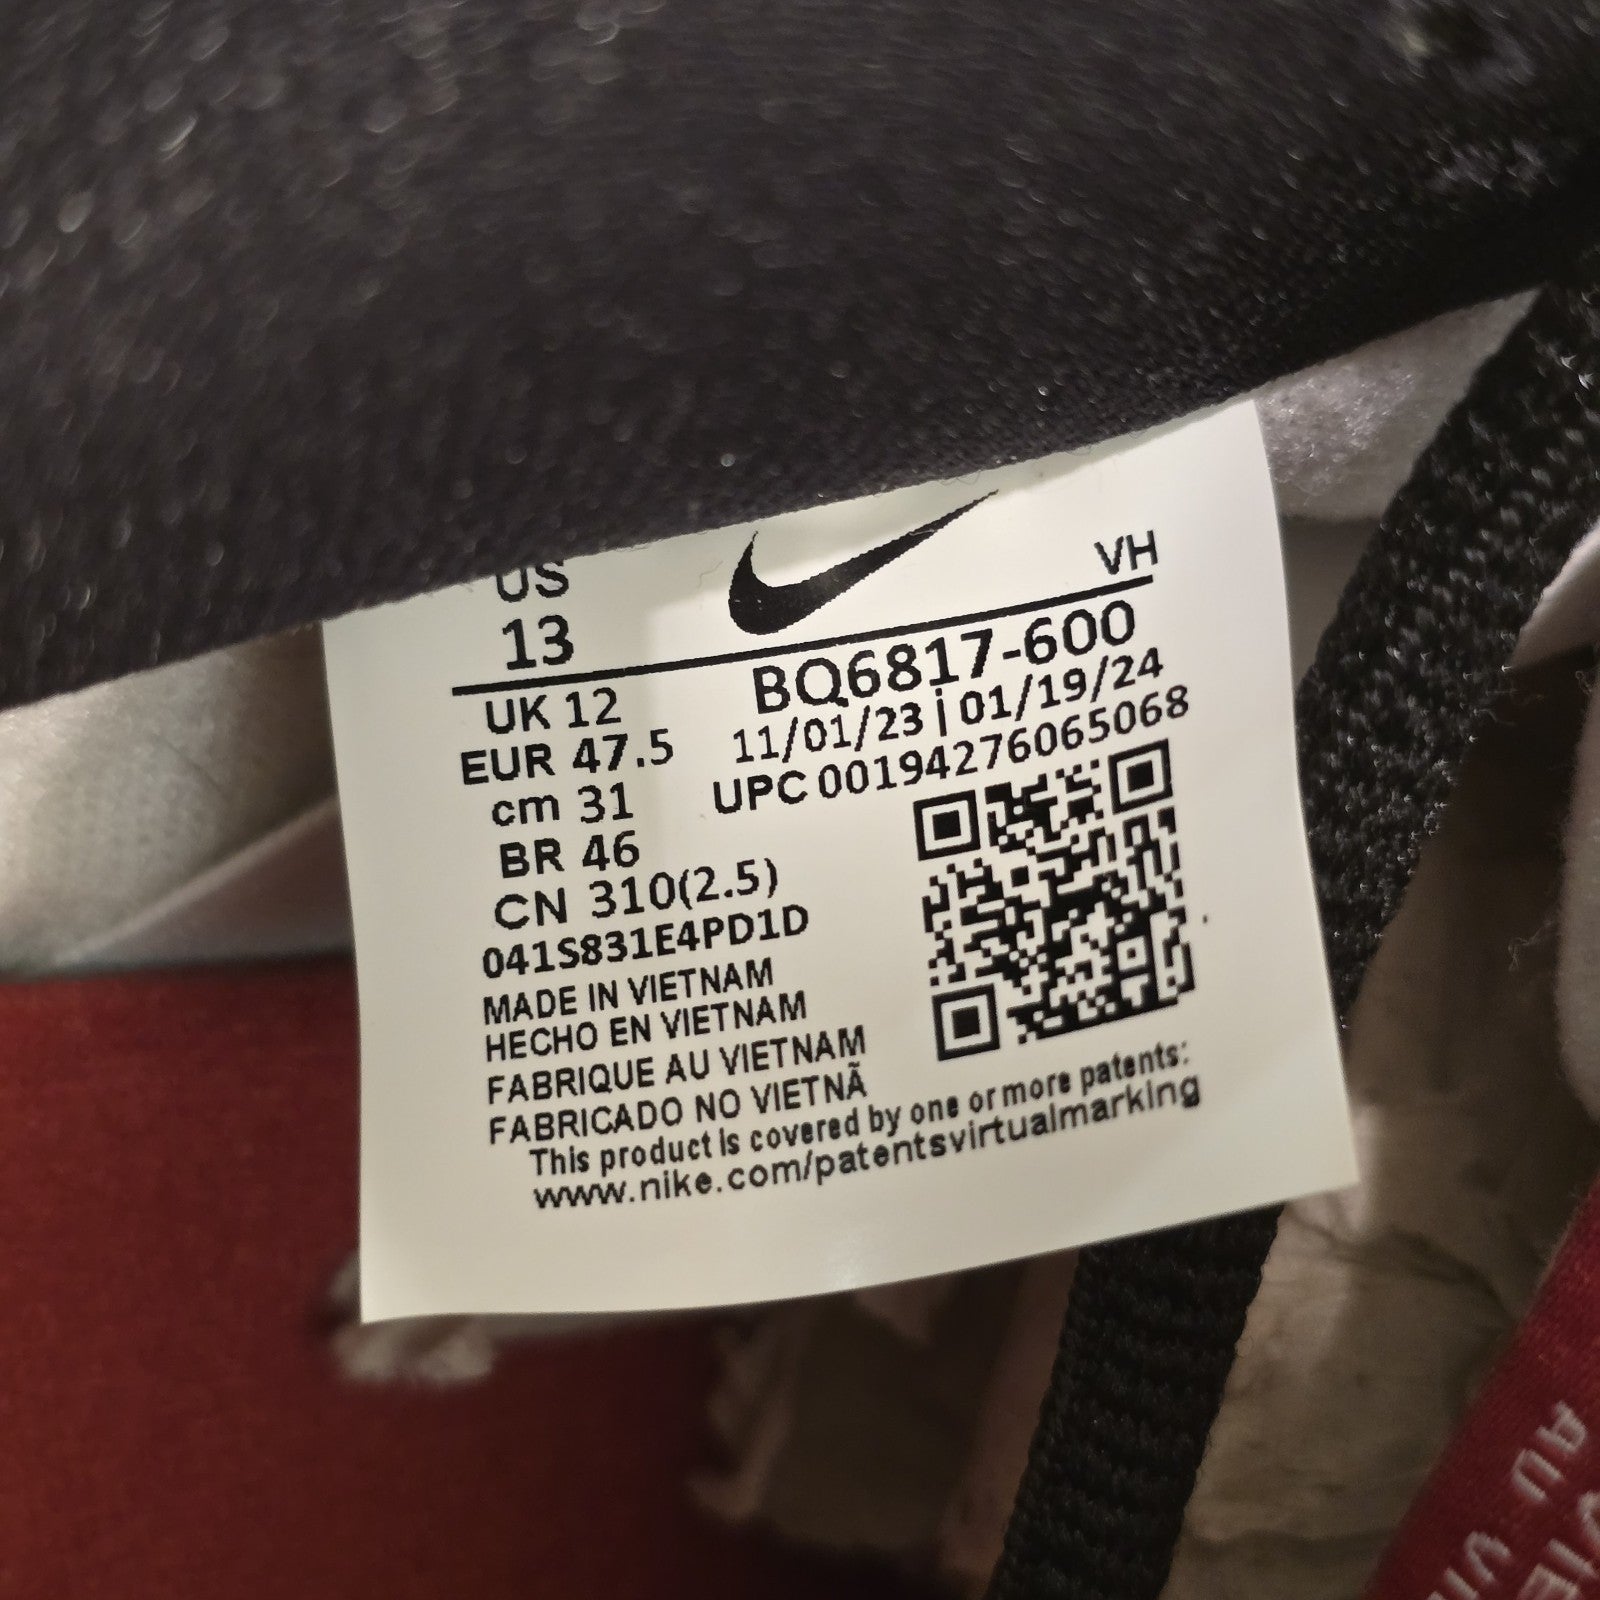 US
13
VH
UK 12
EUR 47.5
cm 31
BR 46
CN 310(2.5)
041S831E4PD1D
BQ6817-600
11/01/23 | 01/19/24
UPC 00194276065068
MADE IN VIETNAM
HECHO EN VIETNAM
FABRIQUE AU VIETNAM
FABRICADO NO VIETNÃ
This product is covered by one or more patents:
www.nike.com/patentsvirtualmarking
AU